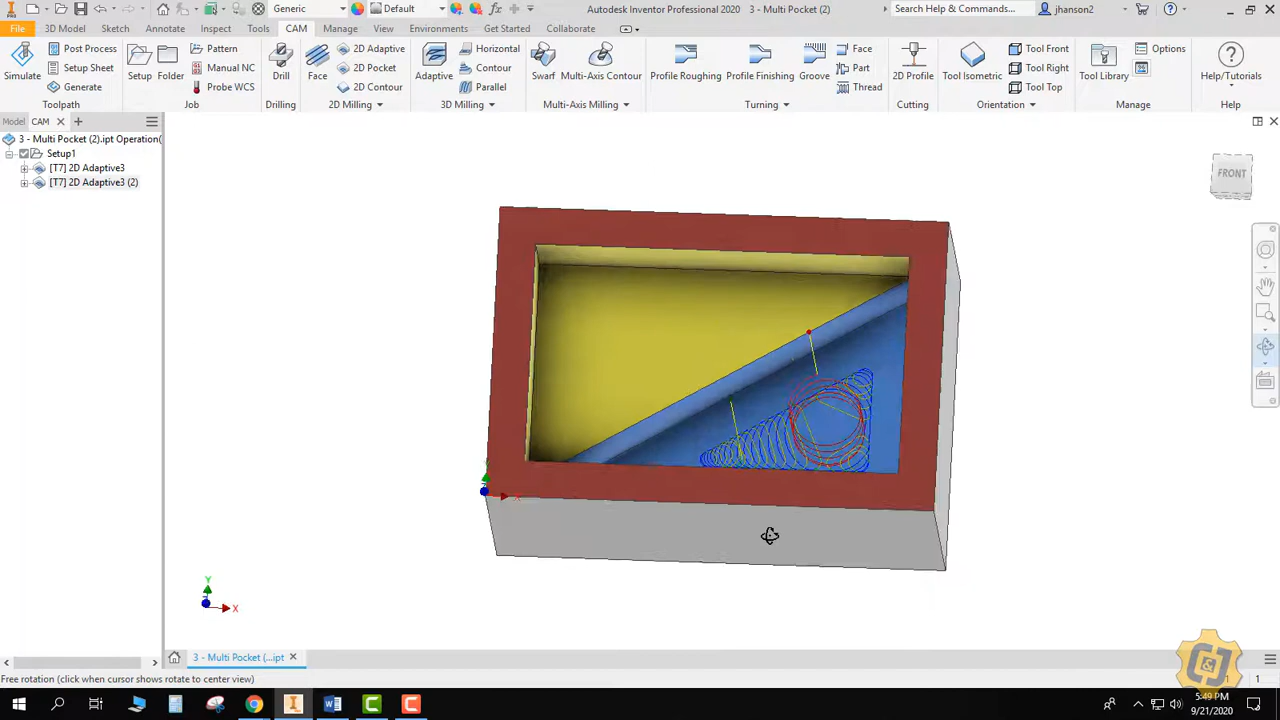 Generic
Default
Autodesk Inventor Professional 2020
3 - Multi Pocket (2)
Search Help & Commands...
jhanson2
File
3D Model
Sketch
Annotate
Inspect
Tools
CAM
Manage
View
Environments
Get Started
Collaborate
Simulate
Post Process
Setup Sheet
Generate
Toolpath
Setup
Folder
Pattern
Manual NC
Probe WCS
Job
Drill
Drilling
Face
2D Adaptive
2D Pocket
2D Contour
2D Milling
Adaptive
Horizontal
Contour
Parallel
3D Milling
Swarf
Multi-Axis Contour
Multi-Axis Milling
Profile Roughing
Profile Finishing
Groove
Face
Part
Thread
Turning
2D Profile
Cutting
Tool Isometric
Tool Front
Tool Right
Tool Top
Orientation
Tool Library
Options
Manage
Help/Tutorials
Help
Model
CAM
3 - Multi Pocket (2).ipt Operation(
Setup1
[T7] 2D Adaptive3
[T7] 2D Adaptive3 (2)
FRONT
X
Y
X
3 - Multi Pocket (...ipt
Free rotation (click when cursor shows rotate to center view)
1
1
C&J
5:49 PM
9/21/2020